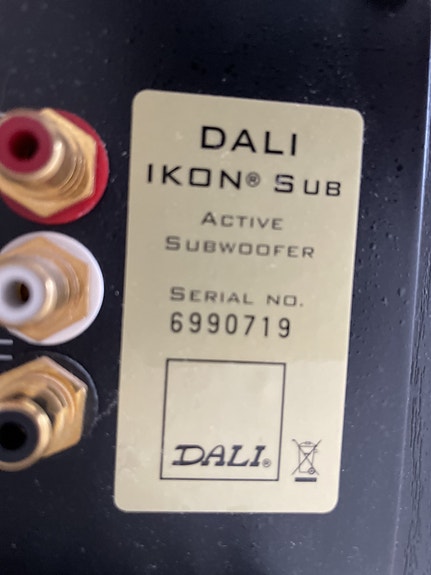 DALI
IKON® SUB
ACTIVE
SUBWOOFER
SERIAL NO.
6990719
DALI®